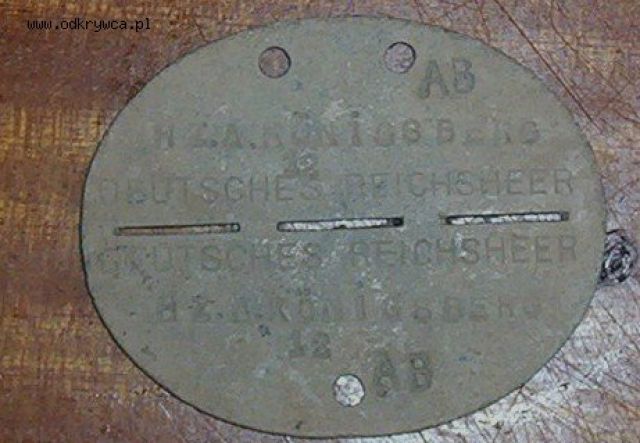 www.odkrywca.pl
AB
H.Z.A.KÖNIGSBERG
12
DEUTSCHES REICHSHEER
DEUTSCHES REICHSHEER
H.Z.A.KÖNIGSBERG
12
AB